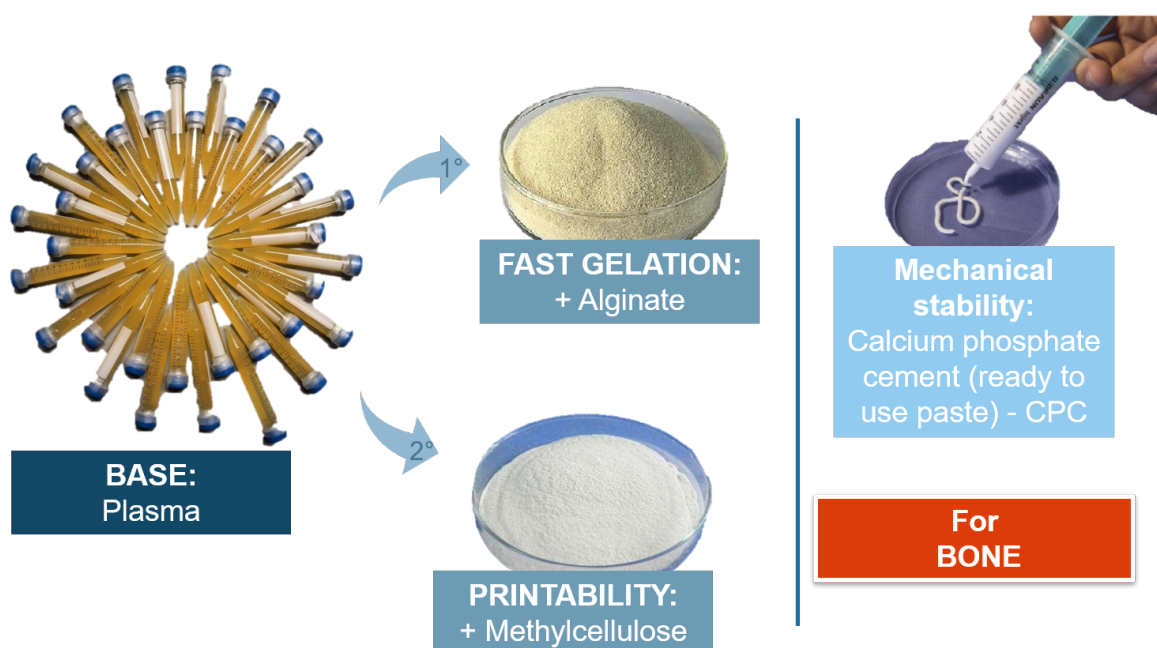 BASE:
Plasma
1°
FAST GELATION:
+ Alginate
2°
PRINTABILITY:
+ Methylcellulose
Mechanical
stability:
Calcium phosphate
cement (ready to
use paste) - CPC
For
BONE